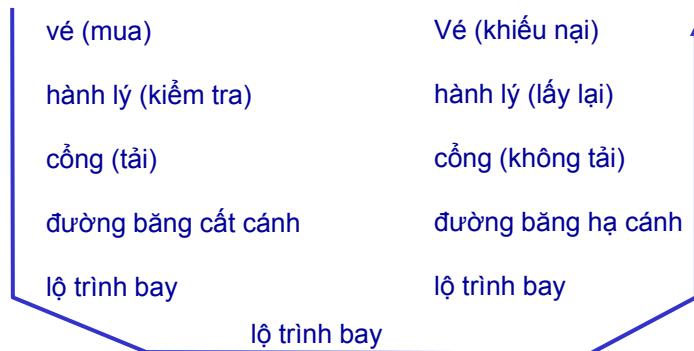 vé (mua)
hành lý (kiểm tra)
cổng (tải)
đường băng cất cánh
lộ trình bay
lộ trình bay
Vé (khiếu nại)
hành lý (lấy lại)
cổng (không tải)
đường băng hạ cánh
lộ trình bay